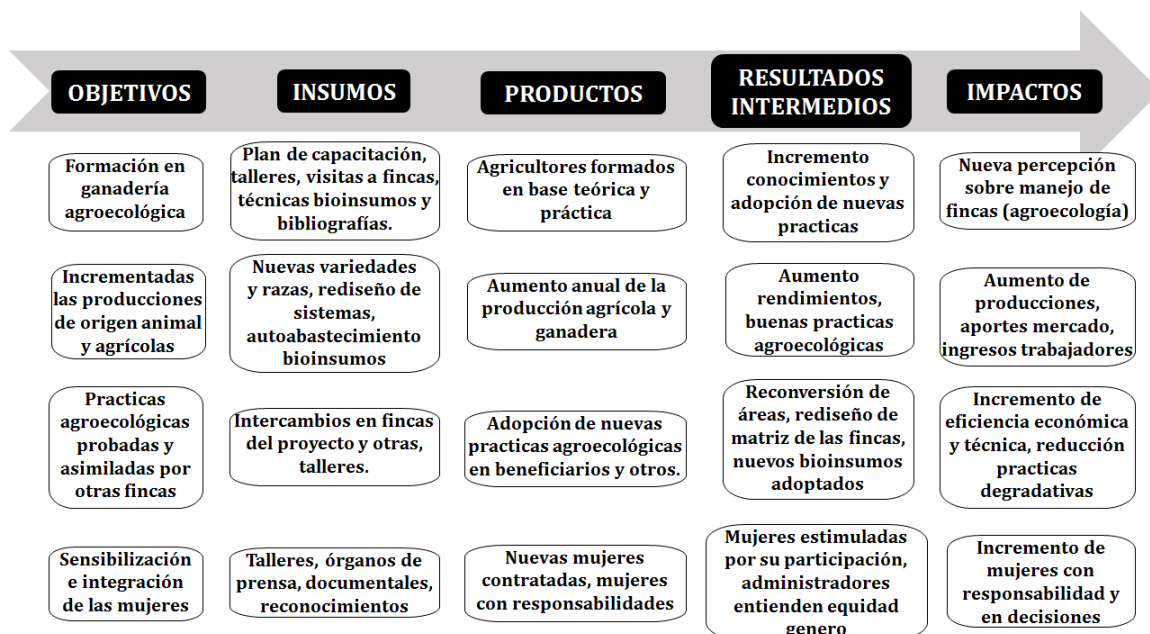 OBJETIVOS
INSUMOS
PRODUCTOS
RESULTADOS
INTERMEDIOS
IMPACTOS
Formación en
ganadería
agroecológica
Plan de capacitación,
talleres, visitas a fincas,
técnicas bioinsumos y
bibliografías.
Agricultores formados
en base teórica y
práctica
Incremento
conocimientos y
adopción de nuevas
practicas
Nueva percepción
sobre manejo de
fincas (agroecología)
Incrementadas
las producciones
de origen animal
y agrícolas
Nuevas variedades
y razas, rediseño de
sistemas,
autoabastecimiento
bioinsumos
Aumento anual de la
producción agrícola y
ganadera
Aumento
rendimientos,
buenas practicas
agroecológicas
Aumento de
producciones,
aportes mercado,
ingresos trabajadores
Practicas
agroecológicas
probadas y
asimiladas por
otras fincas
Intercambios en fincas
del proyecto y otras,
talleres.
Adopción de nuevas
practicas agroecológicas
en beneficiarios y otros.
Reconversión de
áreas, rediseño de
matriz de las fincas,
nuevos bioinsumos
adoptados
Incremento de
eficiencia económica
y técnica, reducción
practicas
degradativas
Sensibilización
e integración
de las mujeres
Talleres, órganos de
prensa, documentales,
reconocimientos
Nuevas mujeres
contratadas, mujeres
con responsabilidades
Mujeres estimuladas
por su participación,
administradores
entienden equidad
genero
Incremento de
mujeres con
responsabilidad y
en decisiones